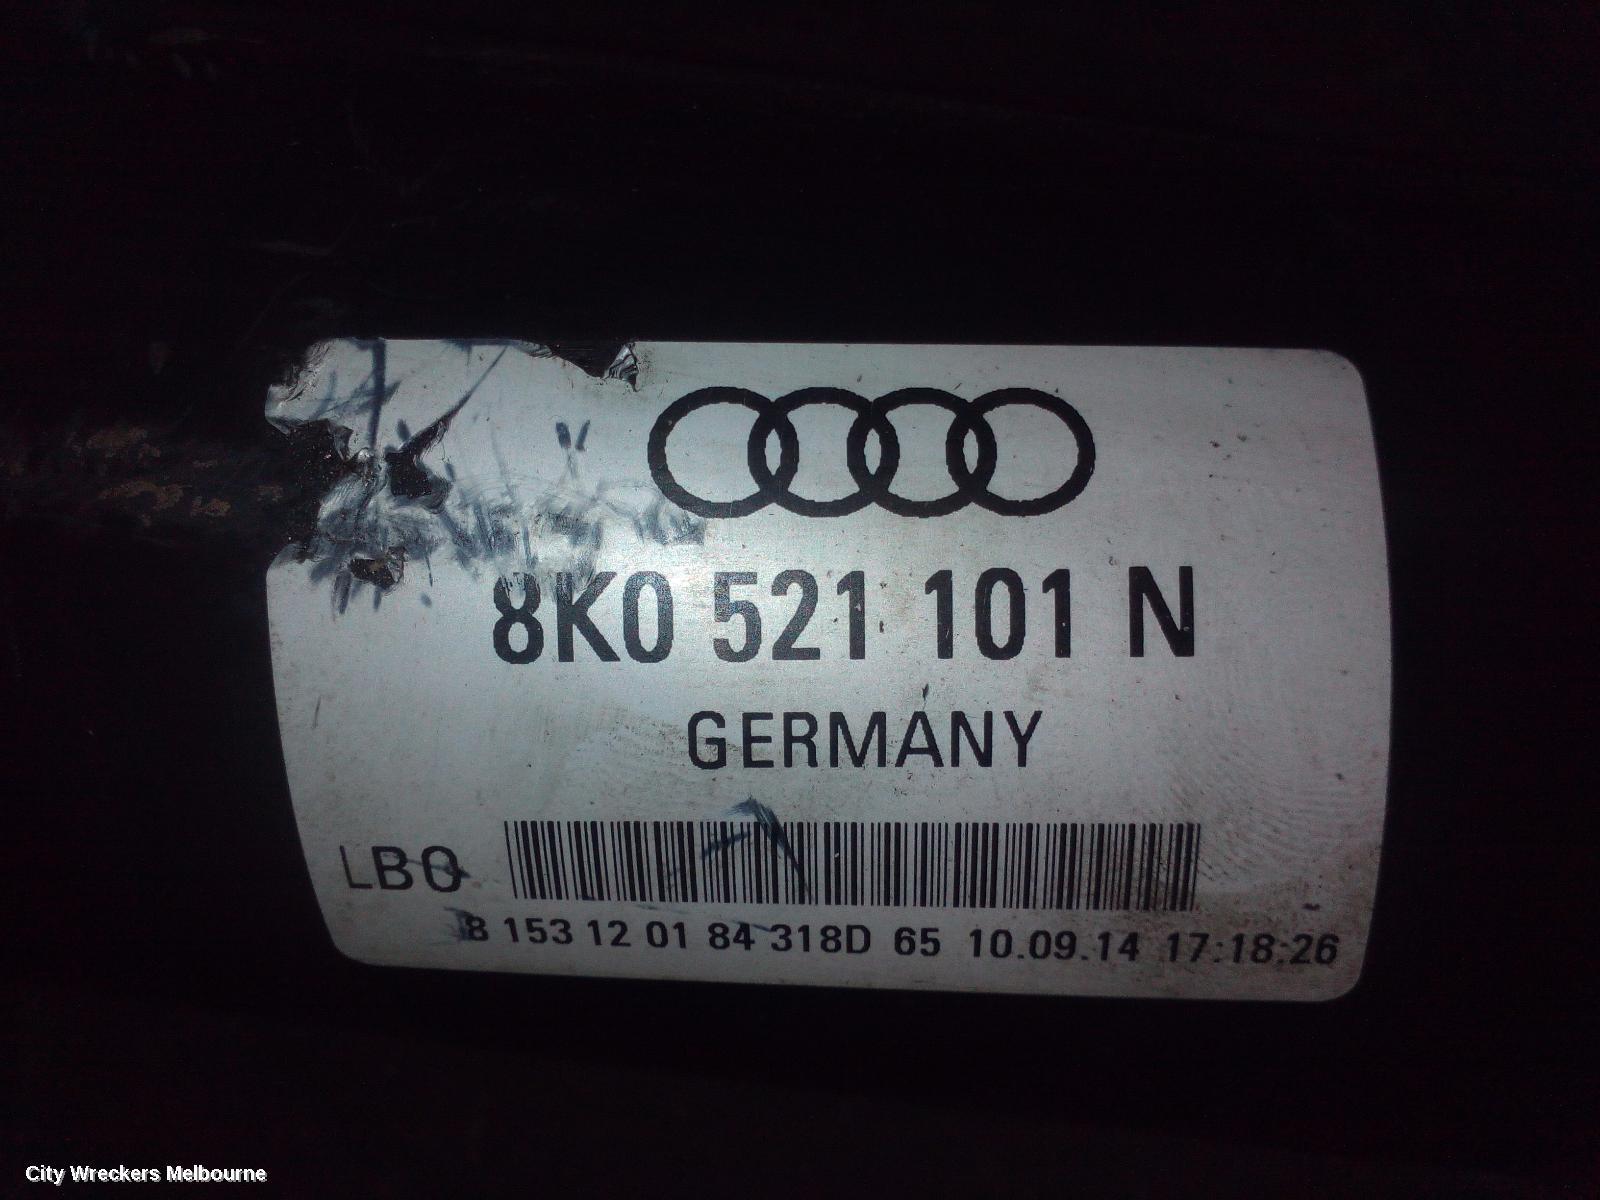 8K0 521 101 N
GERMANY
LB0
8 153 12 01 84 318D 65 10.09.14 17:18:26
City Wreckers Melbourne